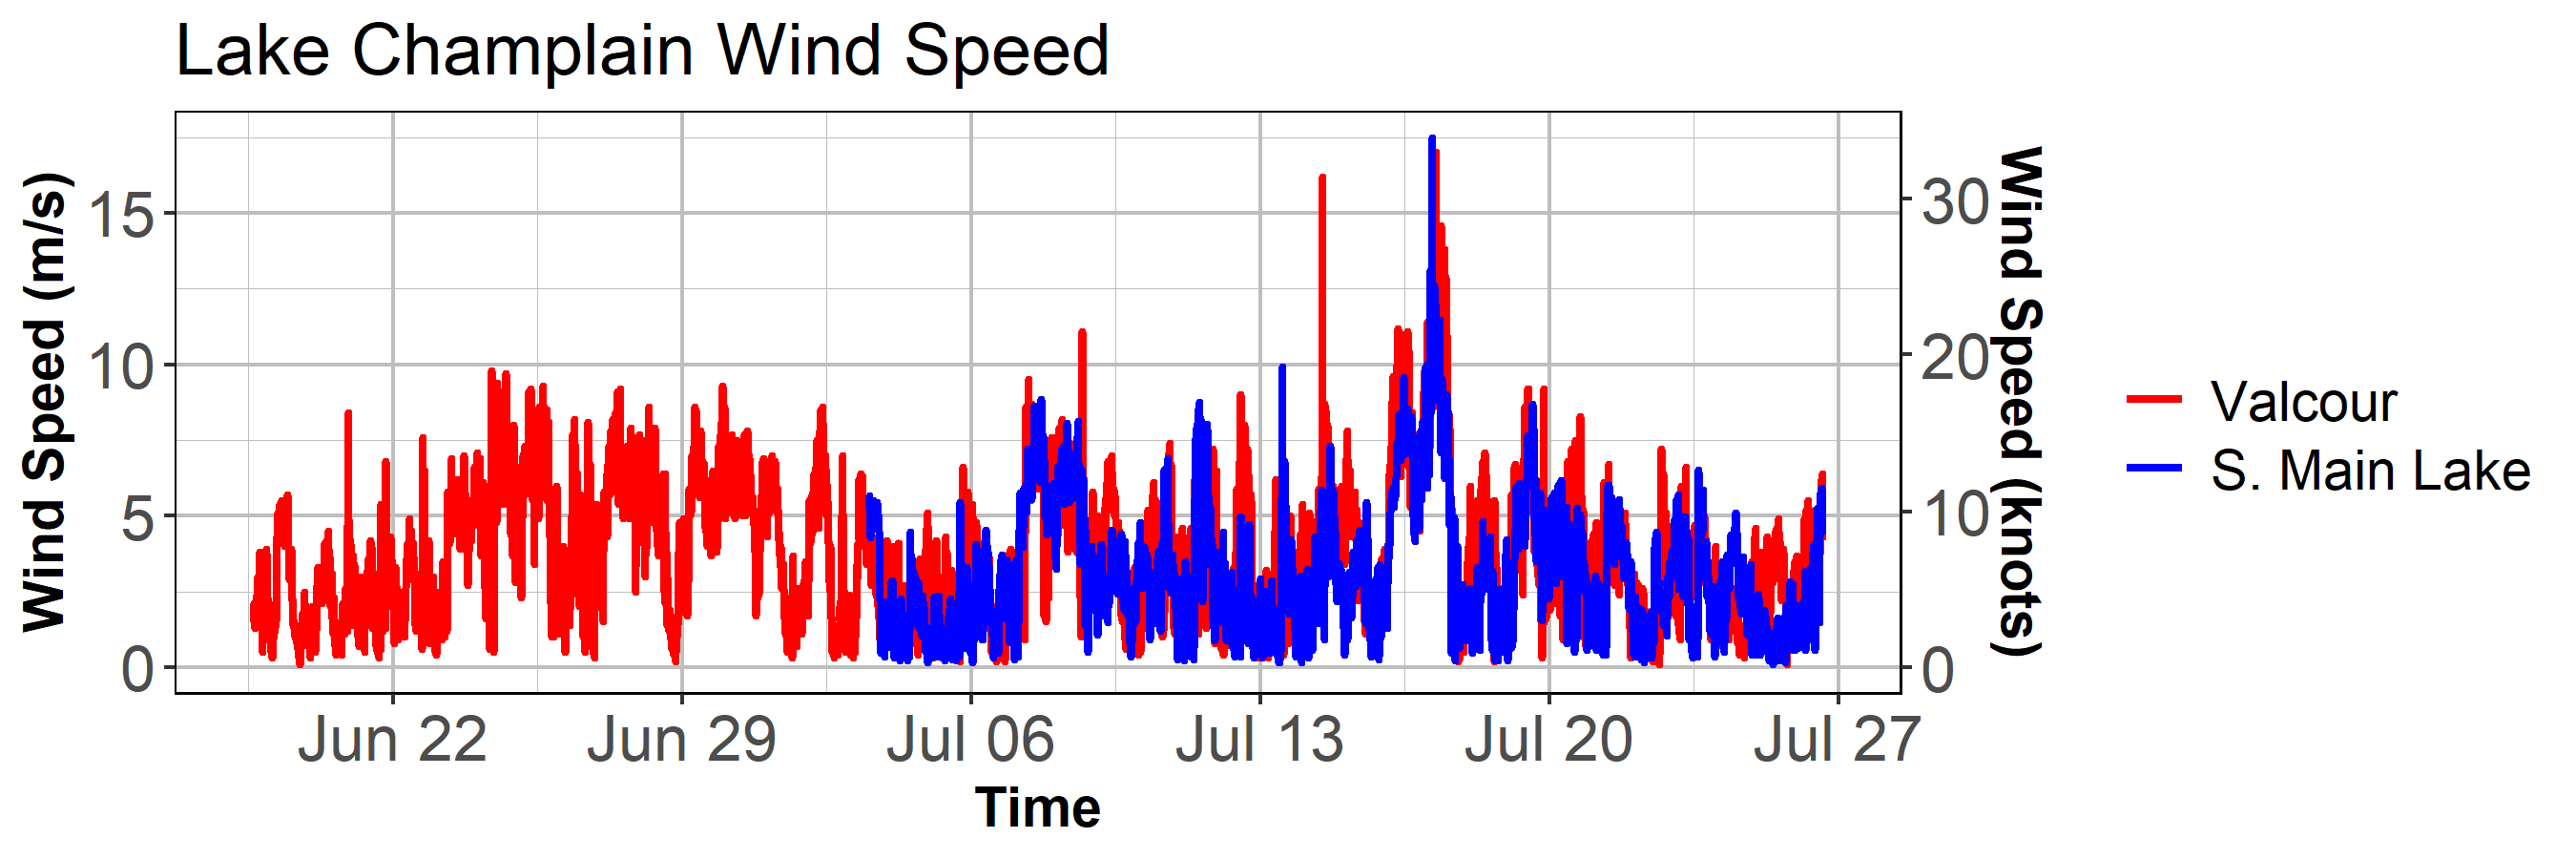 Lake Champlain Wind Speed
Wind Speed (m/s)
15
10
5
0
30
20
10
0
Wind Speed (knots)
Jun 22
Jun 29
Jul 06
Jul 13
Jul 20
Jul 27
Time
Valcour
S. Main Lake